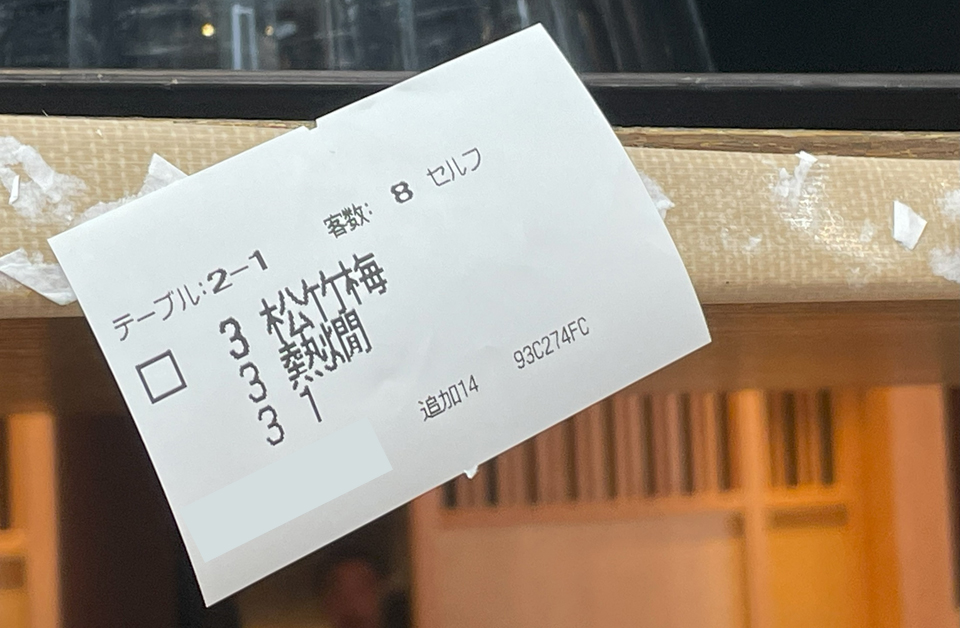 テーブル:2-1 客数: 8 セルフ
□ 3 松竹梅
3 熱燗
3 1
追加14 93C274FC